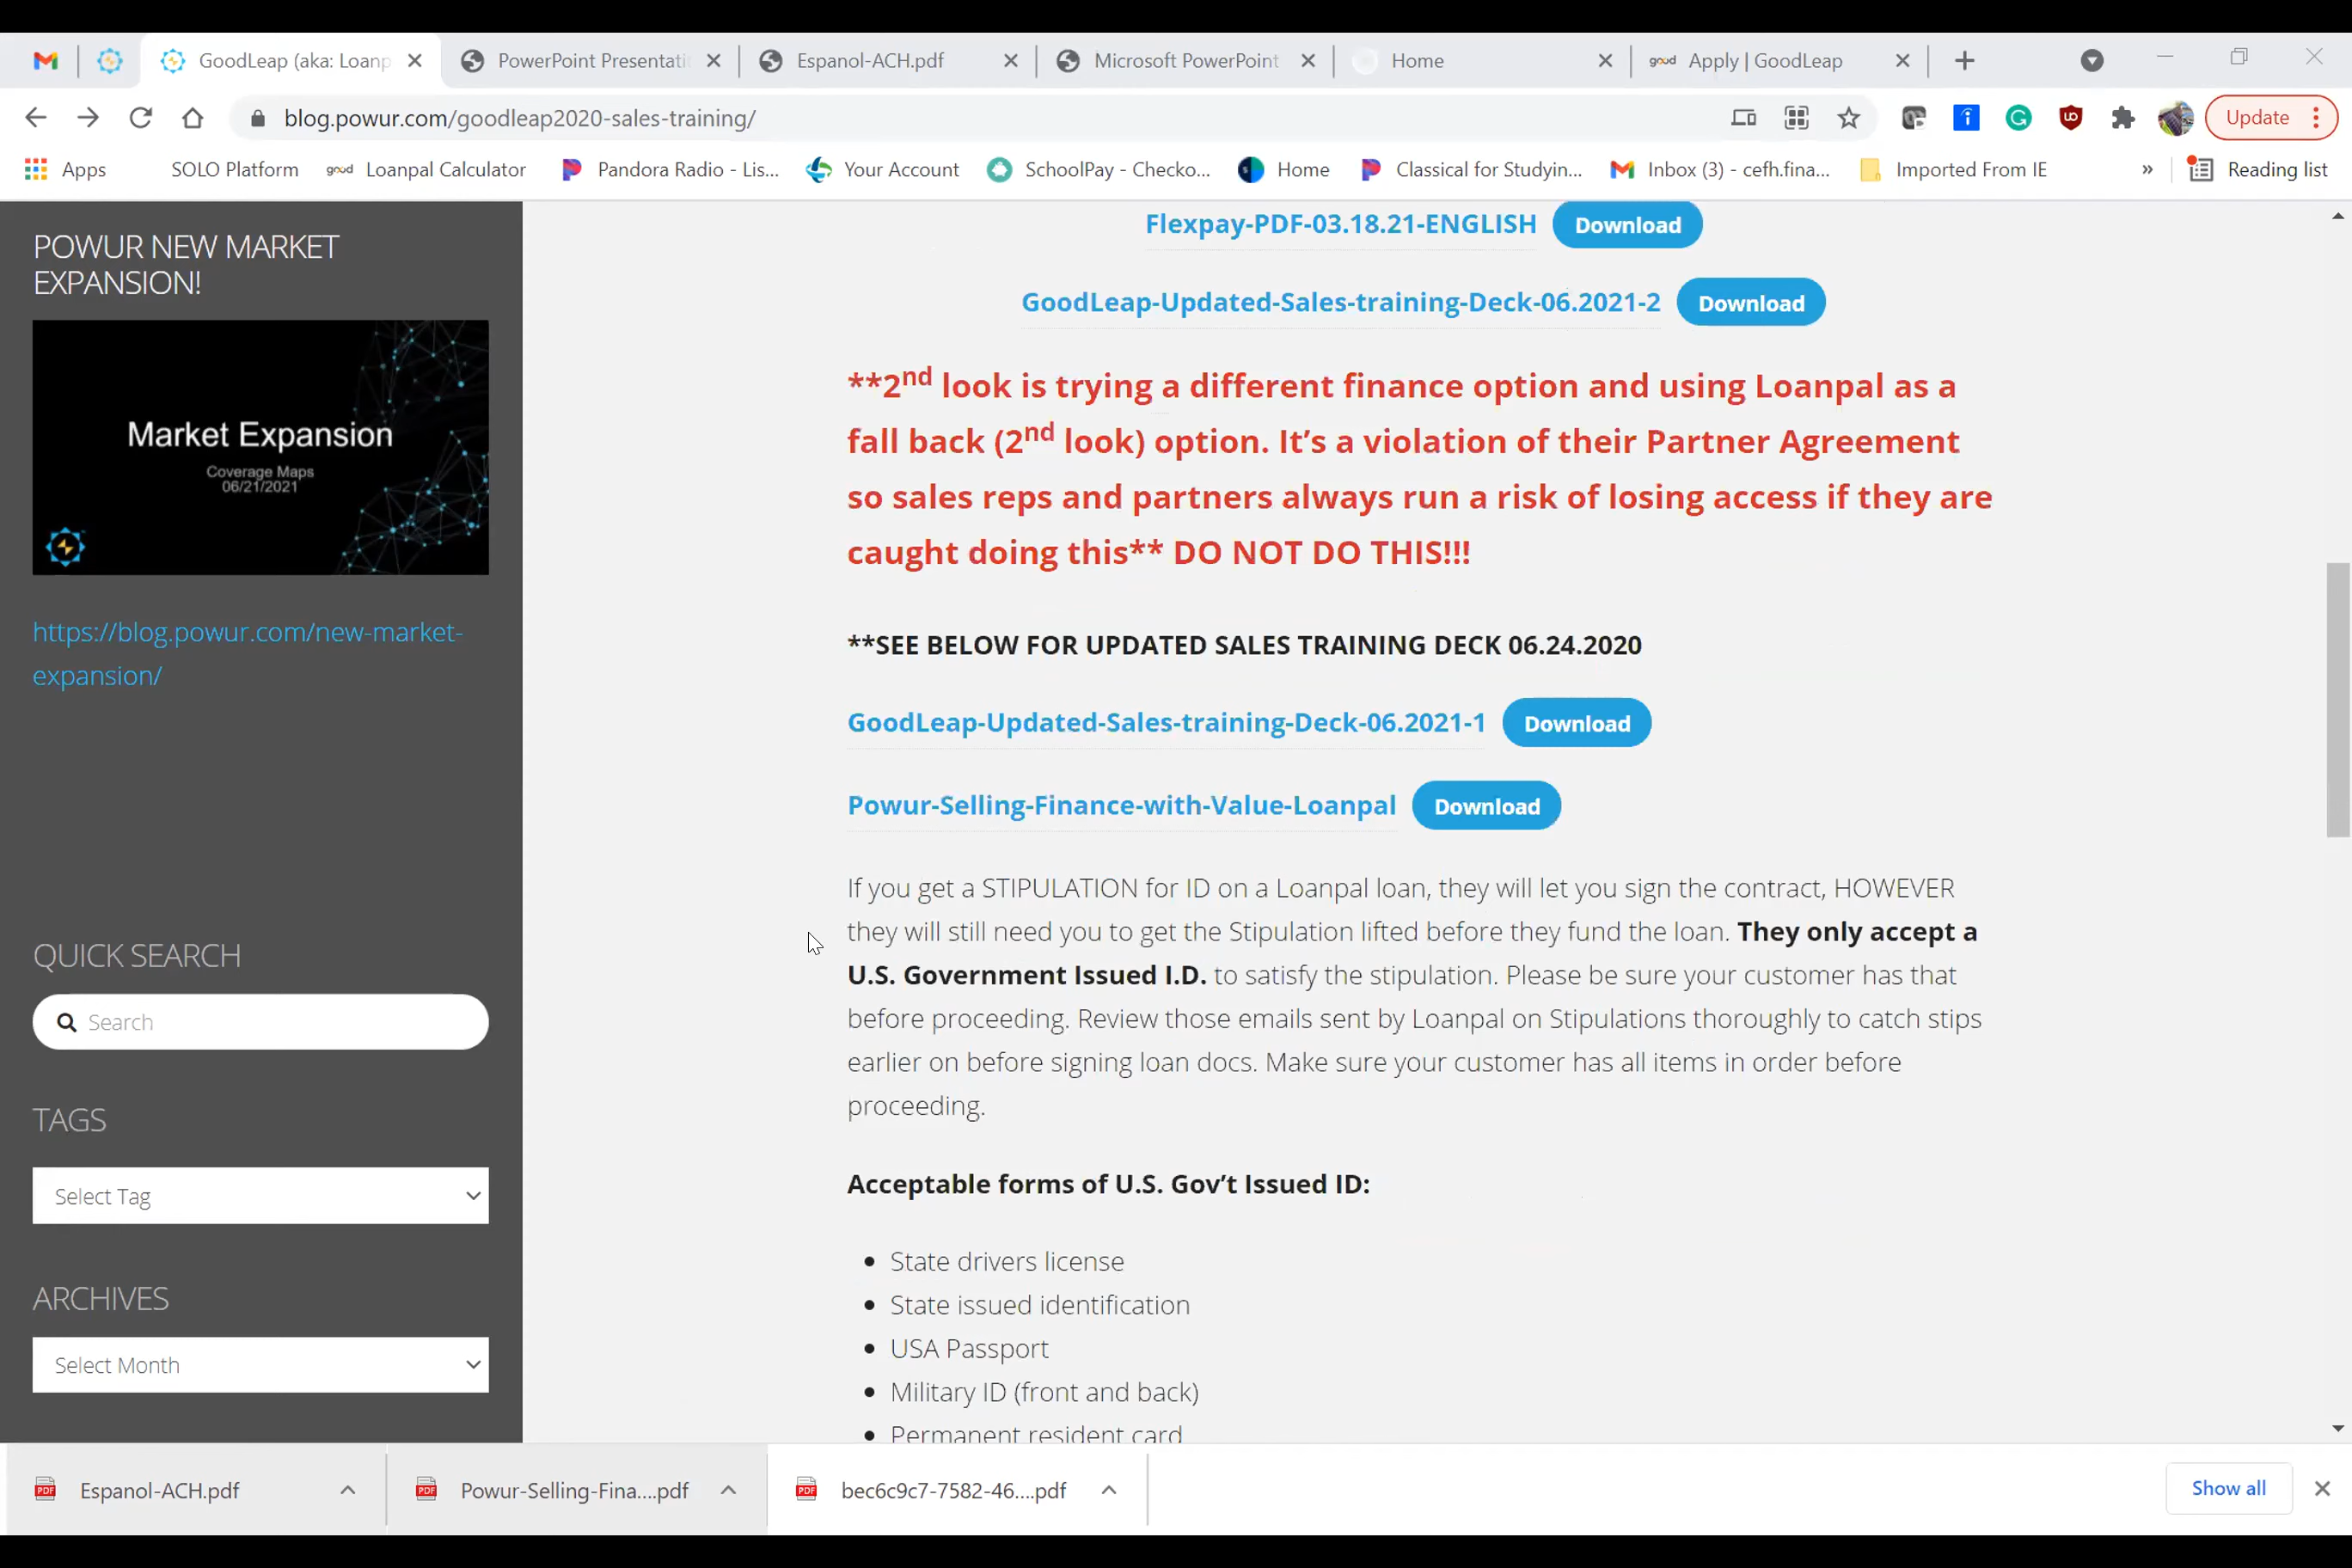 GoodLeap (aka: Loanp
PowerPoint Presentati
Espanol-ACH.pdf
Microsoft PowerPoint
Home
good Apply | GoodLeap
blog.powur.com/goodleap2020-sales-training/
Update
Apps
SOLO Platform
good Loanpal Calculator
Pandora Radio - Lis...
Your Account
SchoolPay - Checko...
Home
Classical for Studyin...
Inbox (3) - cefh.fina...
Imported From IE
»
Reading list
POWUR NEW MARKET
EXPANSION!
Market Expansion
Coverage Maps
06/21/2021
https://blog.powur.com/new-market-
expansion/
QUICK SEARCH
Search
TAGS
Select Tag
ARCHIVES
Select Month
Flexpay-PDF-03.18.21-ENGLISH Download
GoodLeap-Updated-Sales-training-Deck-06.2021-2 Download
**2nd look is trying a different finance option and using Loanpal as a
fall back (2nd look) option. It’s a violation of their Partner Agreement
so sales reps and partners always run a risk of losing access if they are
caught doing this** DO NOT DO THIS!!!
**SEE BELOW FOR UPDATED SALES TRAINING DECK 06.24.2020
GoodLeap-Updated-Sales-training-Deck-06.2021-1 Download
Powur-Selling-Finance-with-Value-Loanpal Download
If you get a STIPULATION for ID on a Loanpal loan, they will let you sign the contract, HOWEVER
they will still need you to get the Stipulation lifted before they fund the loan. They only accept a
U.S. Government Issued I.D. to satisfy the stipulation. Please be sure your customer has that
before proceeding. Review those emails sent by Loanpal on Stipulations thoroughly to catch stips
earlier on before signing loan docs. Make sure your customer has all items in order before
proceeding.
Acceptable forms of U.S. Gov’t Issued ID:
• State drivers license
• State issued identification
• USA Passport
• Military ID (front and back)
• Permanent resident card
PDF Espanol-ACH.pdf
PDF Powur-Selling-Fina....pdf
PDF bec6c9c7-7582-46....pdf
Show all